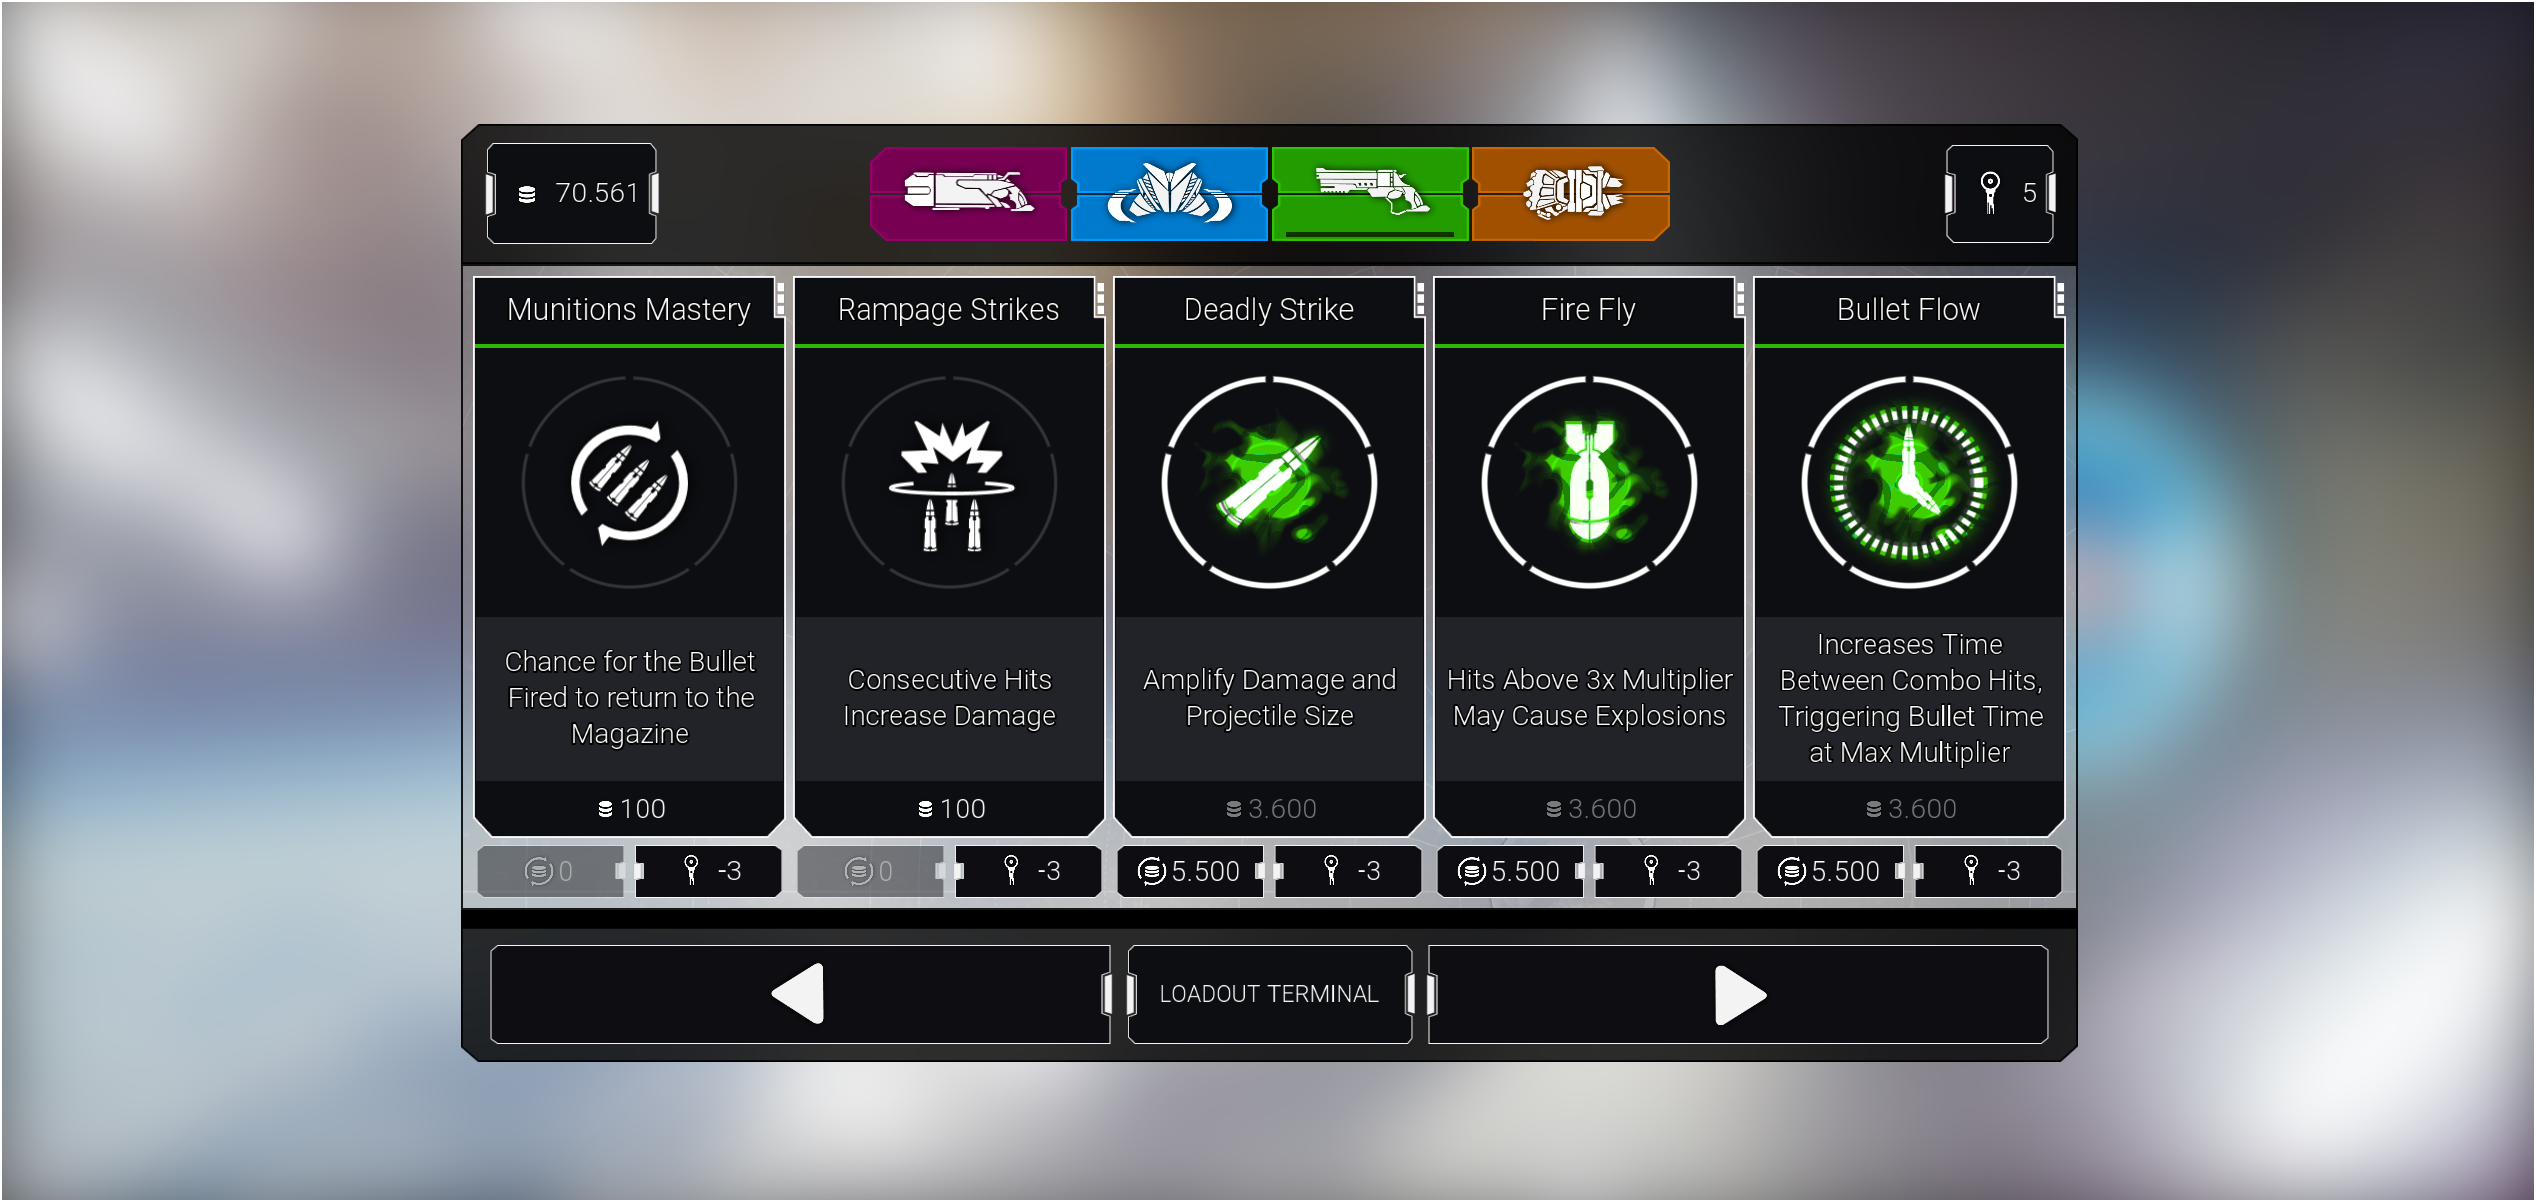 70.561
5
Munitions Mastery
Rampage Strikes
Deadly Strike
Fire Fly
Bullet Flow
Chance for the Bullet
Fired to return to the
Magazine
Consecutive Hits
Increase Damage
Amplify Damage and
Projectile Size
Hits Above 3x Multiplier
May Cause Explosions
Increases Time
Between Combo Hits,
Triggering Bullet Time
at Max Multiplier
100
100
3.600
3.600
3.600
0
-3
0
-3
5.500
-3
5.500
-3
5.500
-3
LOADOUT TERMINAL